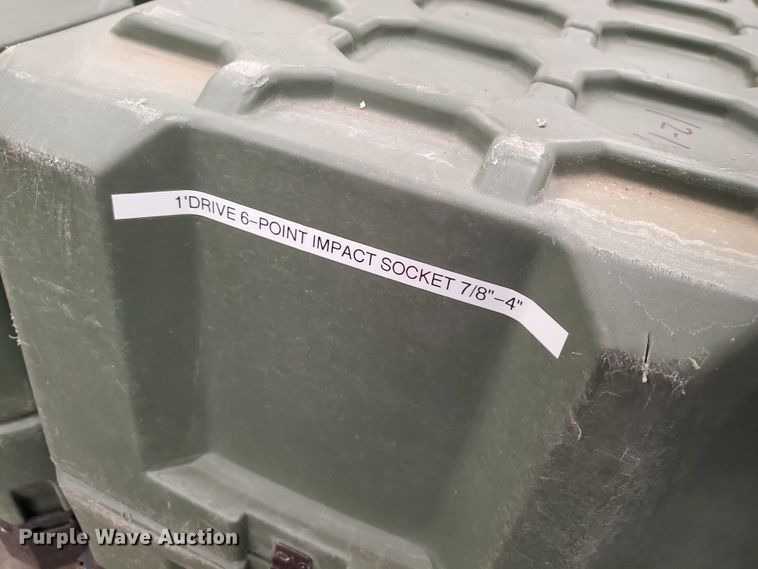 1'DRIVE 6-POINT IMPACT SOCKET 7/8"-4"
Purple Wave Auction